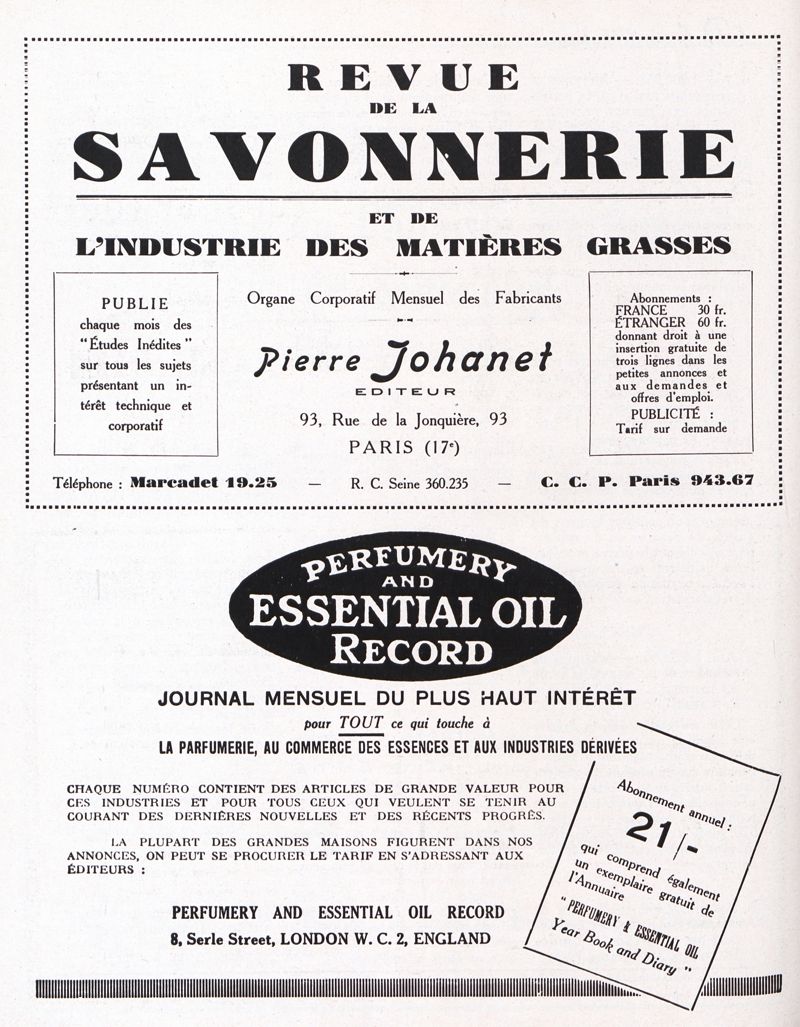 REVUE
DE LA
SAVONNERIE
ET DE
L'INDUSTRIE DES MATIÈRES GRASSES
PUBLIE
chaque mois des
“Études Inédites”
sur tous les sujets
présentant un in-
térêt technique et
corporatif
Organe Corporatif Mensuel des Fabricants
Pierre Johanet
EDITEUR
93, Rue de la Jonquière, 93
PARIS (17e)
Abonnements :
FRANCE 30 fr.
ÉTRANGER 60 fr.
donnant droit à une
insertion gratuite de
trois lignes dans les
petites annonces et
aux demandes et
offres d'emploi.
PUBLICITÉ :
Tarif sur demande
Téléphone : Marcadet 19.25 — R. C. Seine 360.235 — C. C. P. Paris 943.67
PERFUMERY
AND
ESSENTIAL OIL
RECORD
JOURNAL MENSUEL DU PLUS HAUT INTÉRÊT
pour TOUT ce qui touche à
LA PARFUMERIE, AU COMMERCE DES ESSENCES ET AUX INDUSTRIES DÉRIVÉES
CHAQUE NUMÉRO CONTIENT DES ARTICLES DE GRANDE VALEUR POUR
CES INDUSTRIES ET POUR TOUS CEUX QUI VEULENT SE TENIR AU
COURANT DES DERNIÈRES NOUVELLES ET DES RÉCENTS PROGRÈS.
LA PLUPART DES GRANDES MAISONS FIGURENT DANS NOS
ANNONCES, ON PEUT SE PROCURER LE TARIF EN S'ADRESSANT AUX
ÉDITEURS :
PERFUMERY AND ESSENTIAL OIL RECORD
8, Serle Street, LONDON W. C. 2, ENGLAND
Abonnement annuel :
21/-
qui comprend également
un exemplaire gratuit de
l'Annuaire
“PERFUMERY & ESSENTIAL OIL
Year Book and Diary”